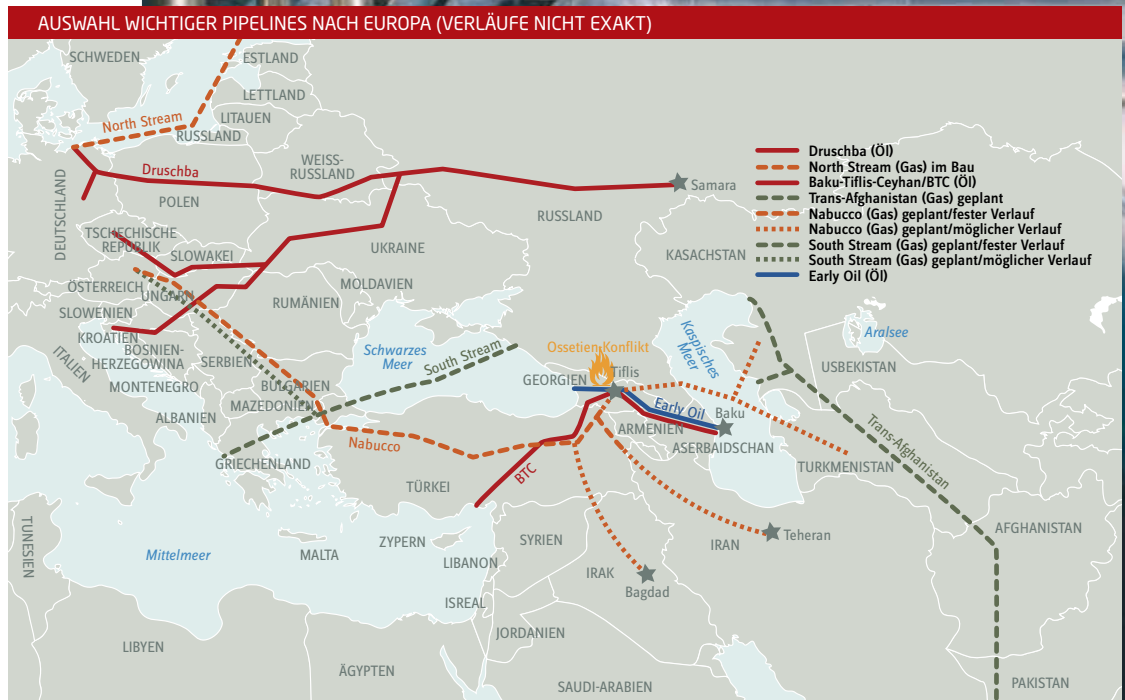 AUSWAHL WICHTIGER PIPELINES NACH EUROPA (VERLÄUFE NICHT EXAKT)
SCHWEDEN
ESTLAND
LETTLAND
LITAUEN
North Stream
RUSSLAND
WEISS-
RUSSLAND
Druschba
POLEN
DEUTSCHLAND
Samara
RUSSLAND
Druschba (Öl)
North Stream (Gas) im Bau
Baku-Tiflis-Ceyhan/BTC (Öl)
Trans-Afghanistan (Gas) geplant
Nabucco (Gas) geplant/fester Verlauf
Nabucco (Gas) geplant/möglicher Verlauf
South Stream (Gas) geplant/fester Verlauf
South Stream (Gas) geplant/möglicher Verlauf
Early Oil (Öl)
TSCHECHISCHE
REPUBLIK
SLOWAKEI
UKRAINE
KASACHSTAN
ÖSTERREICH
UNGARN
MOLDAVIEN
RUMÄNIEN
SLOWENIEN
KROATIEN
BOSNIEN-
HERZEGOWINA
ITALIEN
SERBIEN
MONTENEGRO
BULGARIEN
MAZEDONIEN
ALBANIEN
GRIECHENLAND
Schwarzes
Meer
South Stream
Ossetien-Konflikt
GEORGIEN
Tiflis
Kaspisches
Meer
Aralsee
USBEKISTAN
Early Oil
Baku
ARMENIEN
ASERBAIDSCHAN
Nabucco
BTC
TÜRKEI
TURKMENISTAN
Trans-Afghanistan
AFGHANISTAN
TUNESIEN
Mittelmeer
MALTA
ZYPERN
SYRIEN
LIBANON
IRAK
Bagdad
IRAN
Teheran
ISREAL
JORDANIEN
LIBYEN
ÄGYPTEN
SAUDI-ARABIEN
PAKISTAN